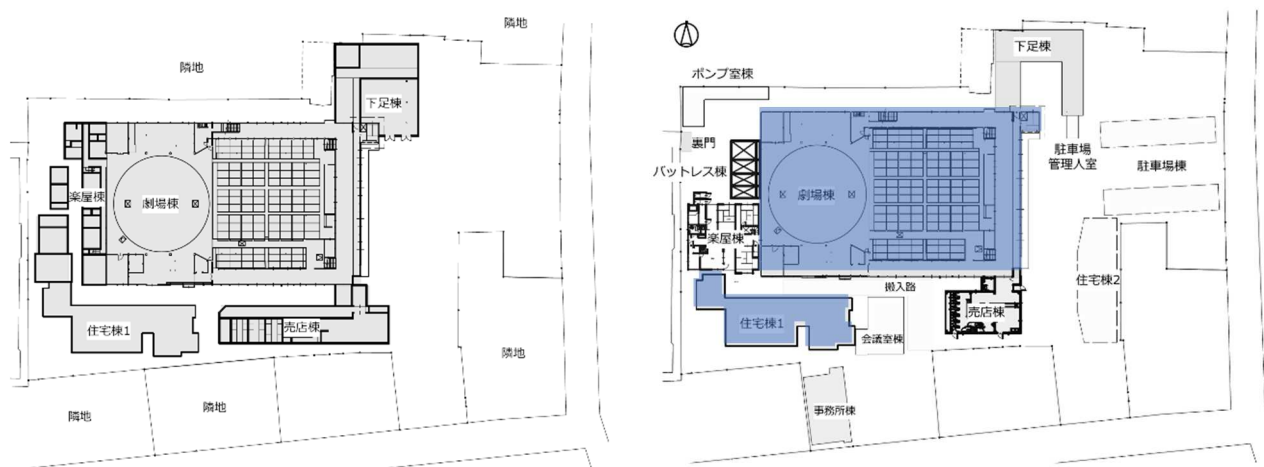 隣地
隣地
下足棟
楽屋棟
劇場棟
住宅棟1
売店棟
隣地
隣地
隣地
下足棟
ポンプ室棟
裏門
バットレス棟
駐車場
管理人室
駐車場棟
劇場棟
楽屋棟
搬入路
住宅棟2
売店棟
住宅棟1
会議室棟
事務所棟